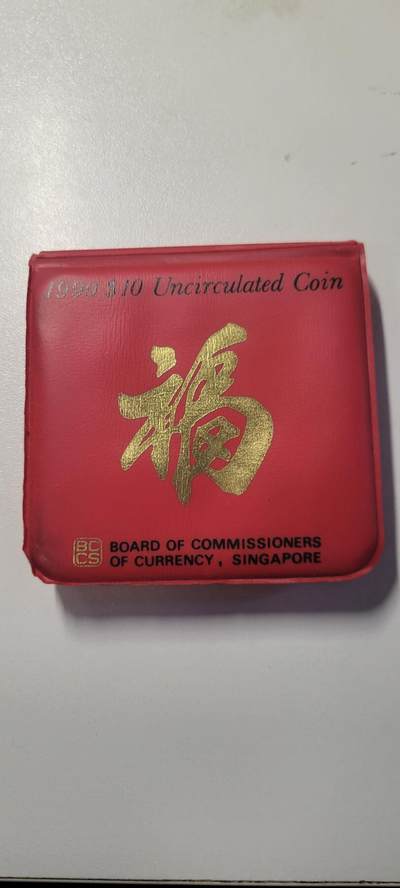 1990 $10 Uncirculated Coin
福
BC
CS
BOARD OF COMMISSIONERS
OF CURRENCY, SINGAPORE